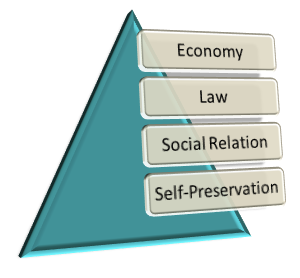 Economy
Law
Social Relation
Self-Preservation